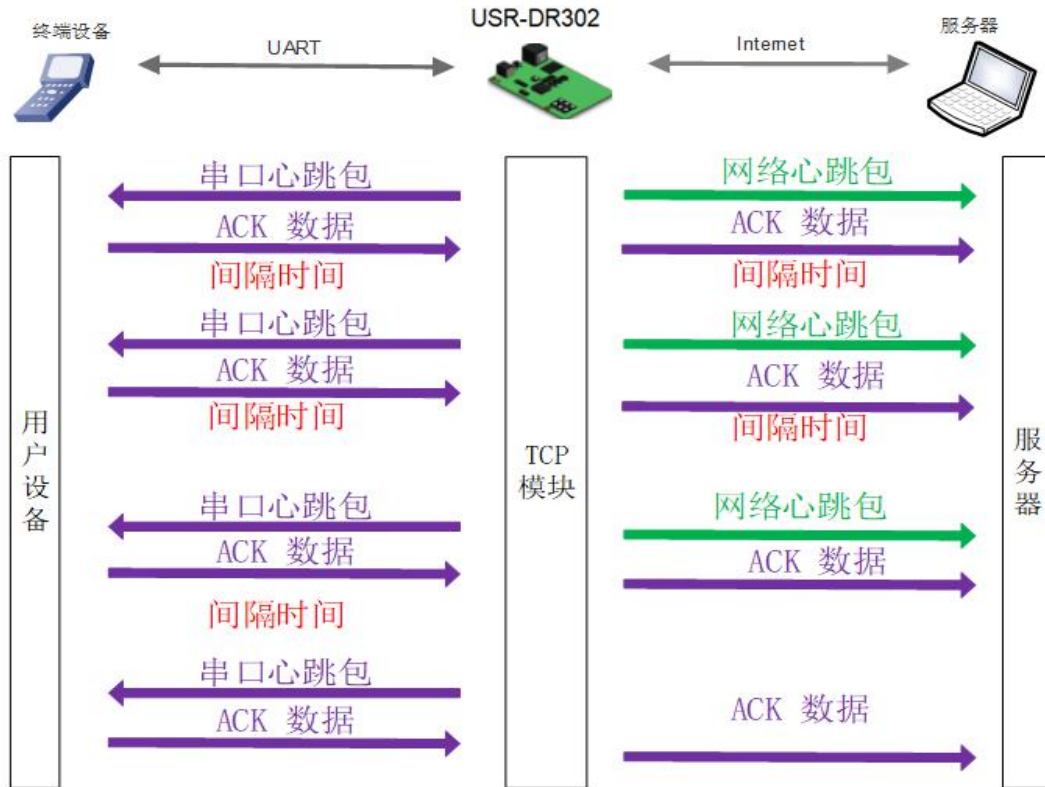 USR-DR302
终端设备
UART
Internet
服务器
串口心跳包
网络心跳包
ACK 数据
ACK 数据
间隔时间
间隔时间
串口心跳包
网络心跳包
ACK 数据
ACK 数据
间隔时间
间隔时间
用户设备
TCP
模块
服务器
串口心跳包
网络心跳包
ACK 数据
ACK 数据
间隔时间
串口心跳包
ACK 数据
ACK 数据